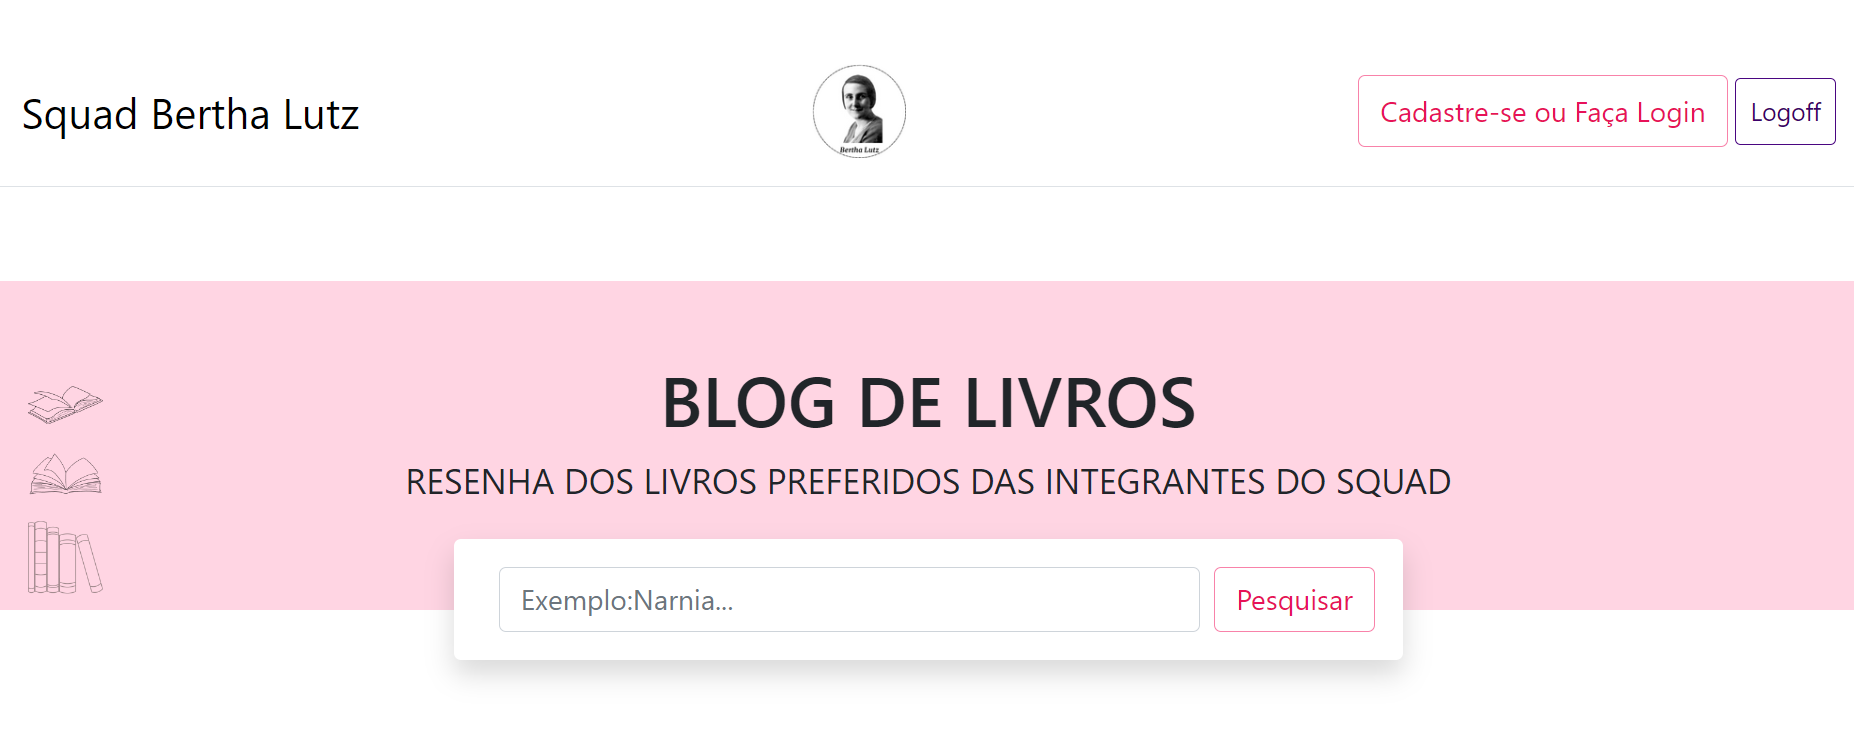 Squad Bertha Lutz
Bertha Lutz
Cadastre-se ou Faça Login
Logoff
BLOG DE LIVROS
RESENHA DOS LIVROS PREFERIDOS DAS INTEGRANTES DO SQUAD
Exemplo:Narnia...
Pesquisar